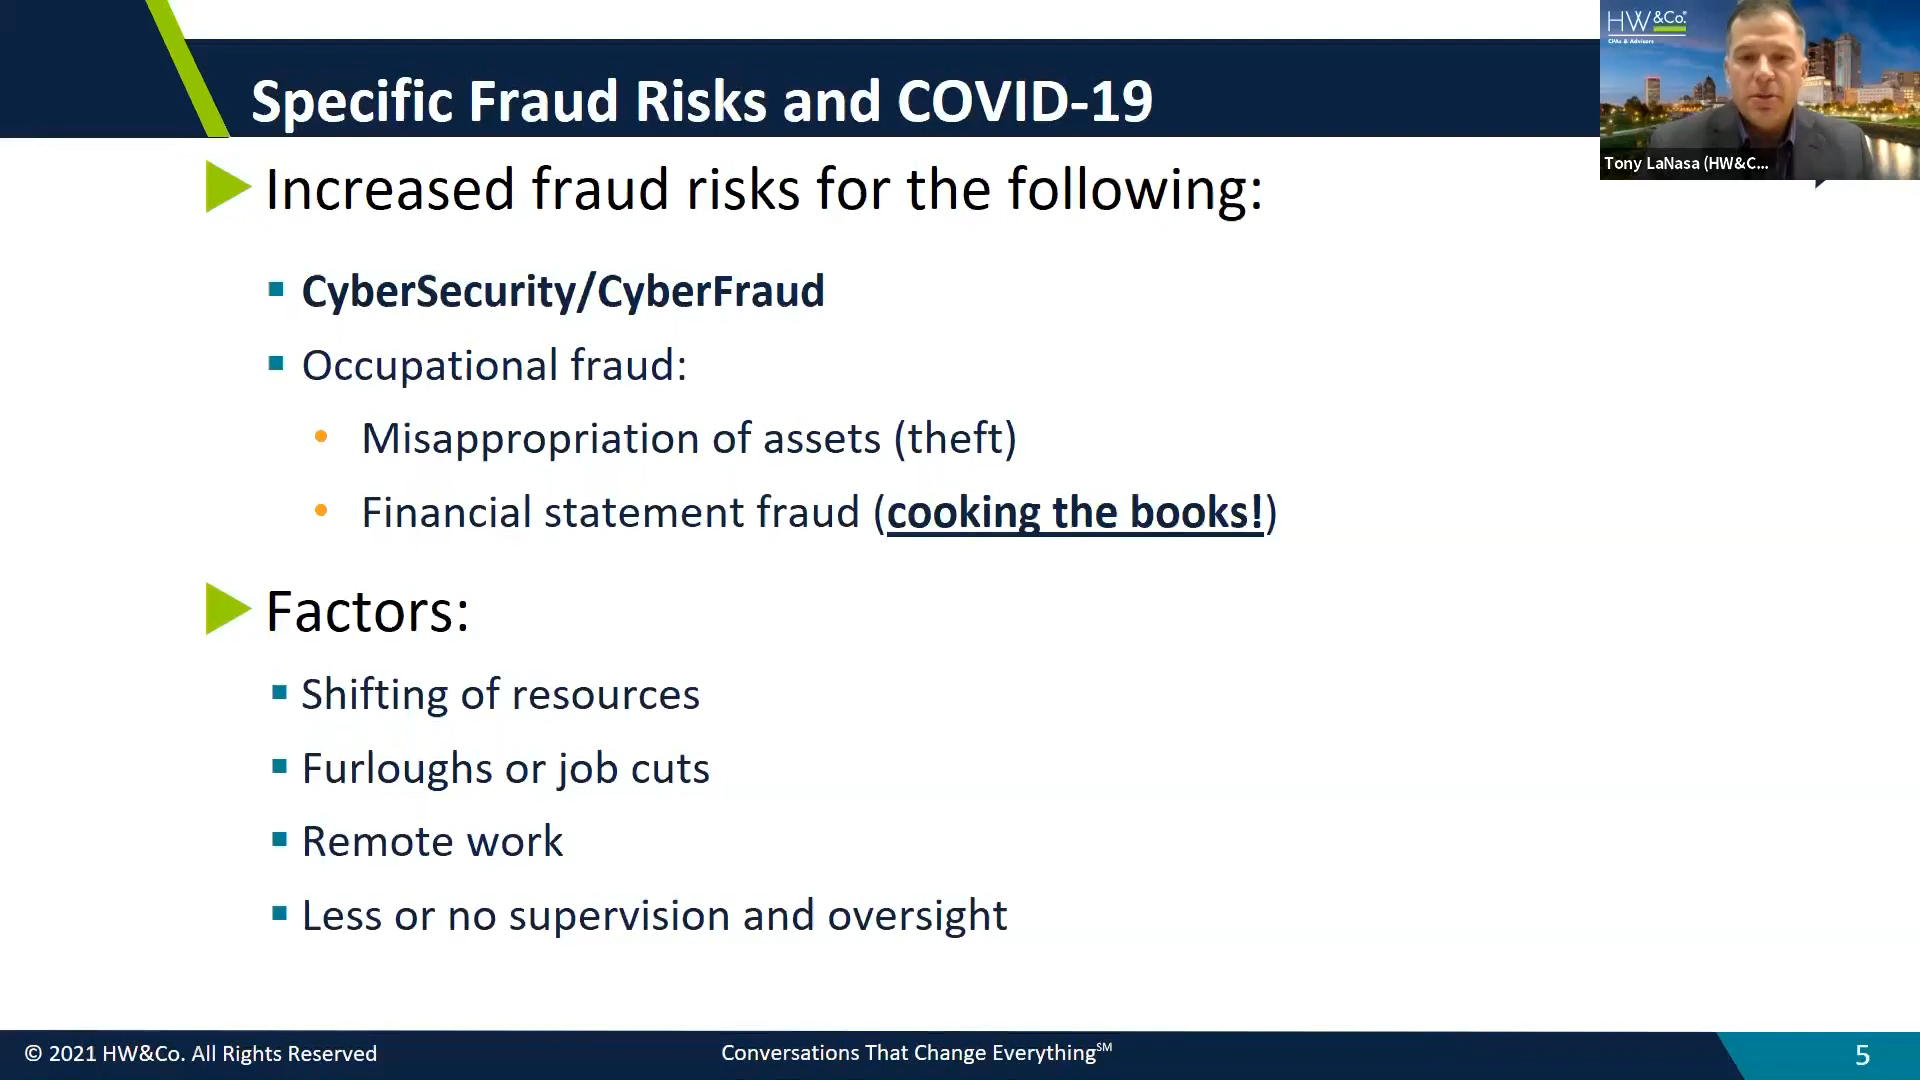 Specific Fraud Risks and COVID-19
HW&Co.®
CPAs & Advisors
Tony LaNasa (HW&C...
Increased fraud risks for the following:
CyberSecurity/CyberFraud
Occupational fraud:
Misappropriation of assets (theft)
Financial statement fraud (cooking the books!)
Factors:
Shifting of resources
Furloughs or job cuts
Remote work
Less or no supervision and oversight
© 2021 HW&Co. All Rights Reserved
Conversations That Change Everything℠
5